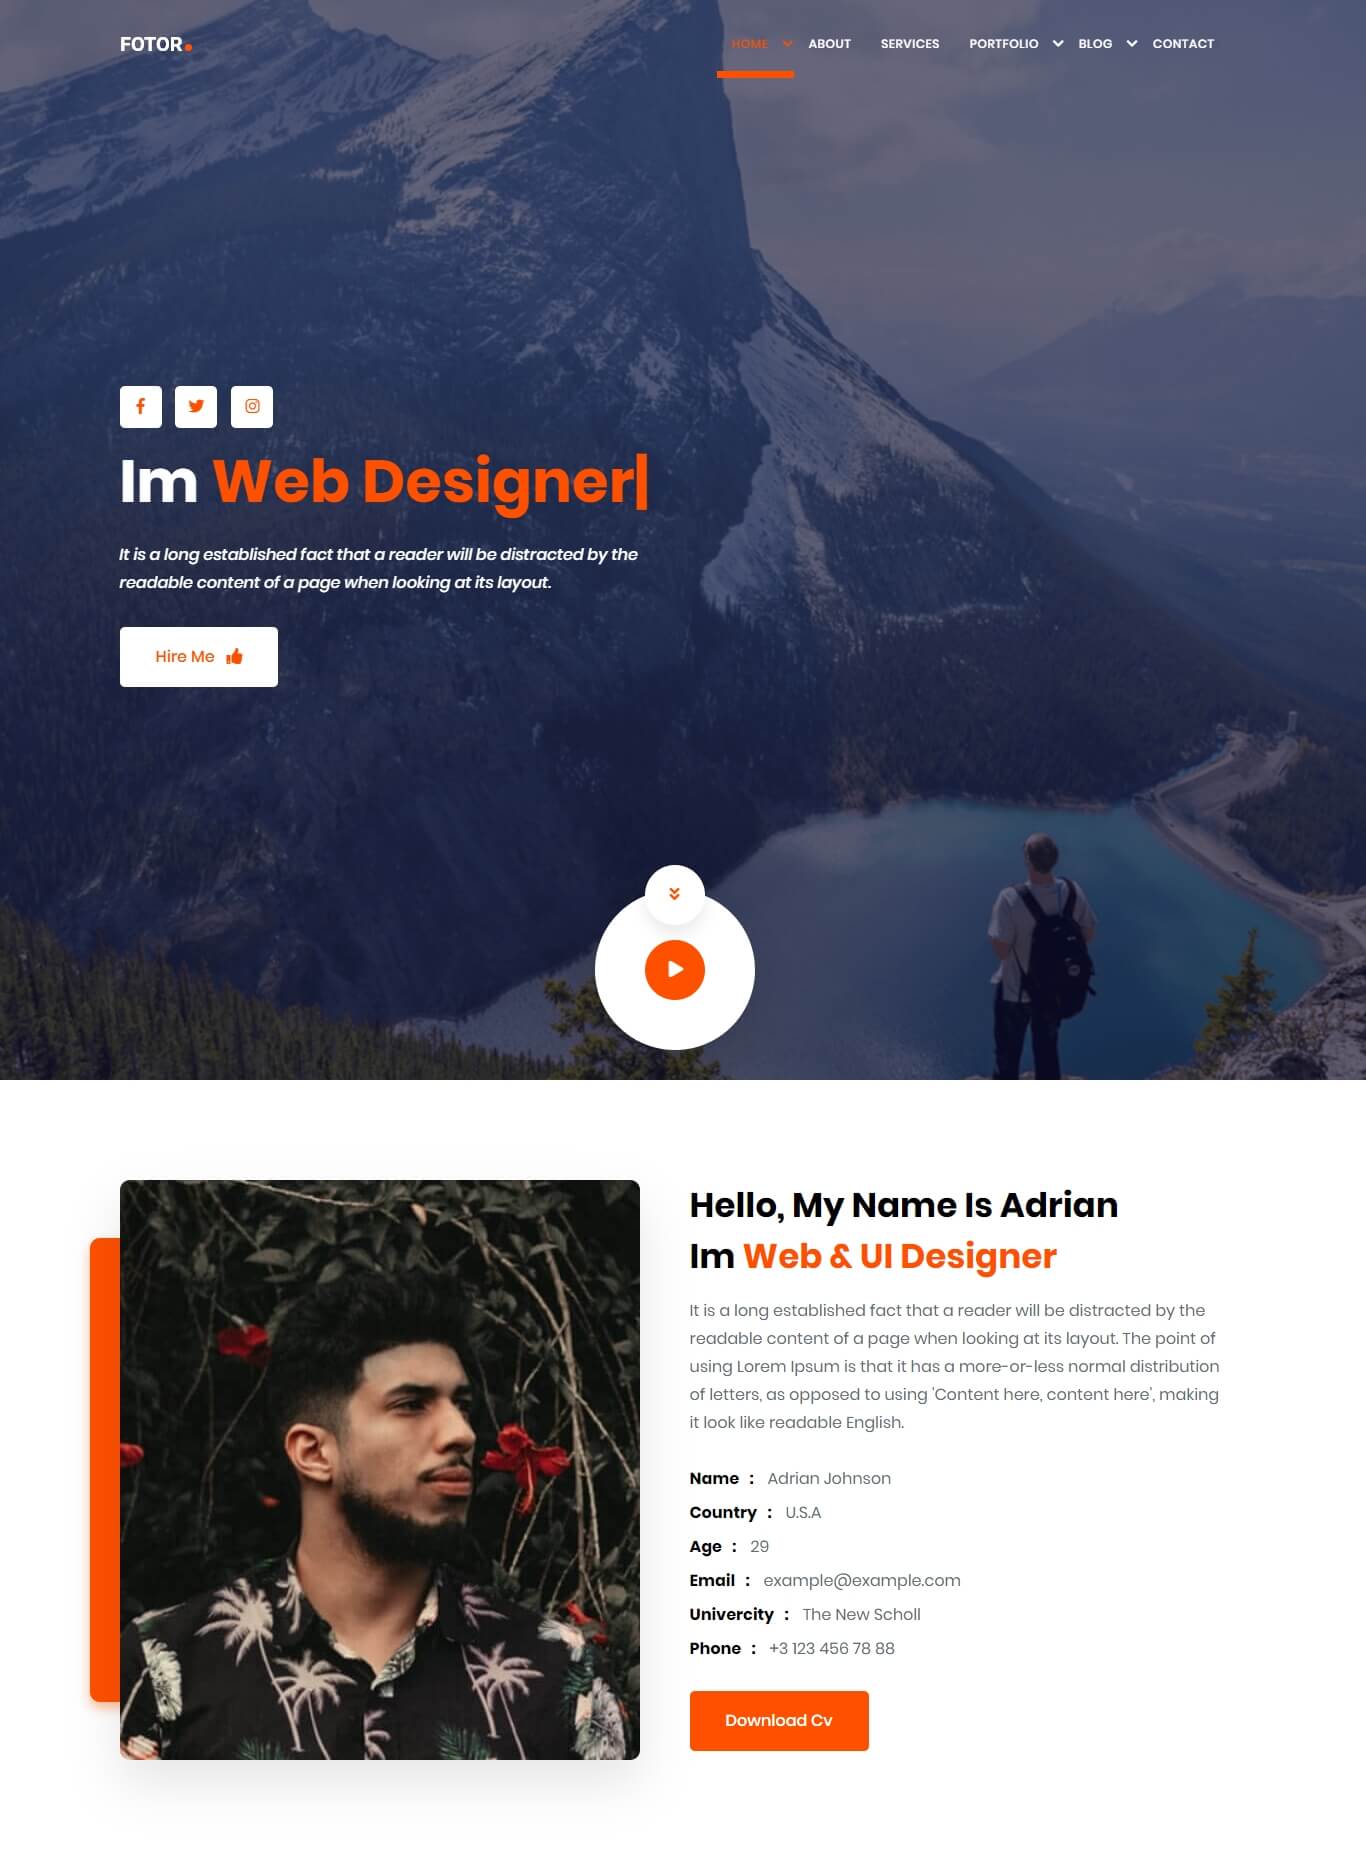 FOTOR.
HOME ABOUT SERVICES PORTFOLIO BLOG CONTACT
Im Web Designer|
It is a long established fact that a reader will be distracted by the
readable content of a page when looking at its layout.
Hire Me
Hello, My Name Is Adrian
Im Web & UI Designer
It is a long established fact that a reader will be distracted by the
readable content of a page when looking at its layout. The point of
using Lorem Ipsum is that it has a more-or-less normal distribution
of letters, as opposed to using 'Content here, content here', making
it look like readable English.
Name : Adrian Johnson
Country : U.S.A
Age : 29
Email : example@example.com
Univercity : The New Scholl
Phone : +3 123 456 78 88
Download Cv